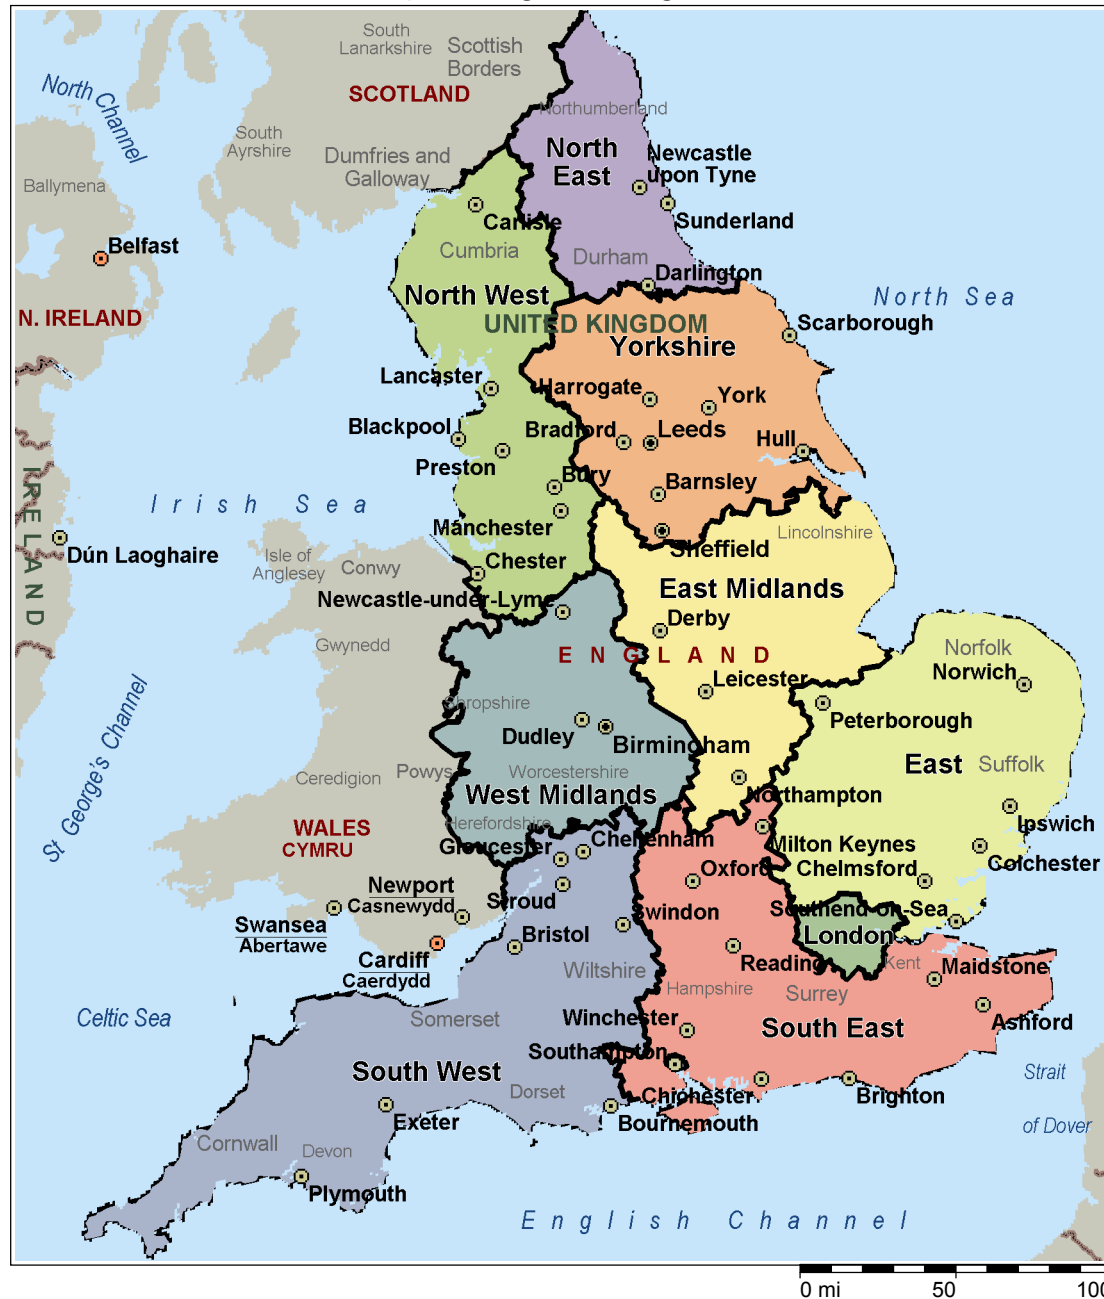 South
Lanarkshire
Scottish
Borders
SCOTLAND
North Channel
Northumberland
South
Ayrshire
North
East
Newcastle
upon Tyne
Dumfries and
Galloway
Ballymena
Carlisle
Sunderland
Belfast
Cumbria
Durham
Darlington
North West
North Sea
N. IRELAND
UNITED KINGDOM
Scarborough
Yorkshire
Lancaster
Harrogate
York
Blackpool
Bradford
Leeds
Hull
Preston
Bury
Barnsley
IRELAND
Irish Sea
Manchester
Lincolnshire
Dún Laoghaire
Isle of
Anglesey
Conwy
Chester
Sheffield
Newcastle-under-Lyme
East Midlands
Derby
Gwynedd
ENGLAND
Norfolk
Norwich
Leicester
Shropshire
Peterborough
St George's Channel
Dudley
Birmingham
Ceredigion
Powys
Worcestershire
East
Suffolk
West Midlands
Northampton
WALES
CYMRU
Herefordshire
Ipswich
Gloucester
Cheltenham
Milton Keynes
Chelmsford
Colchester
Oxford
Newport
Casnewydd
Stroud
Swindon
Southend-on-Sea
Swansea
Abertawe
Bristol
London
Cardiff
Caerdydd
Wiltshire
Reading
Kent
Maidstone
Hampshire
Surrey
Celtic Sea
Somerset
Winchester
South East
Ashford
Southampton
South West
Dorset
Chichester
Brighton
Strait
of Dover
Exeter
Bournemouth
Cornwall
Devon
Plymouth
English Channel
0 mi
50
100